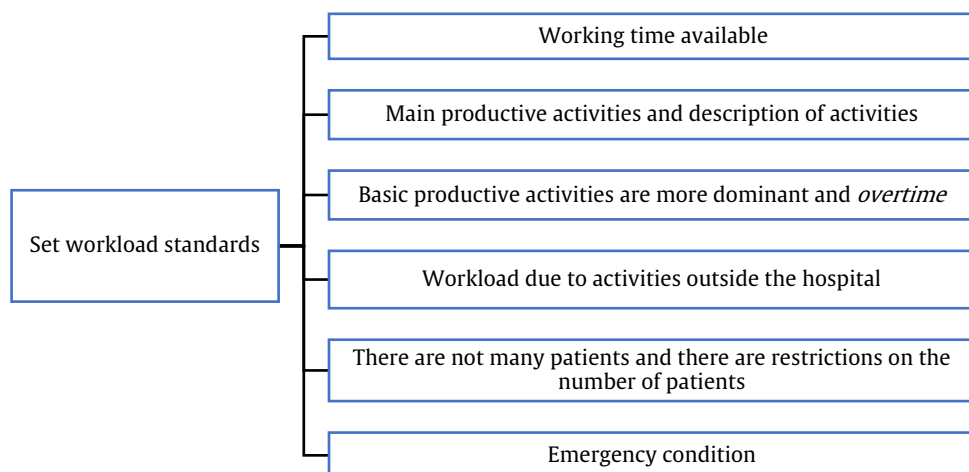 Working time available
Main productive activities and description of activities
Basic productive activities are more dominant and overtime
Set workload standards
Workload due to activities outside the hospital
There are not many patients and there are restrictions on the
number of patients
Emergency condition